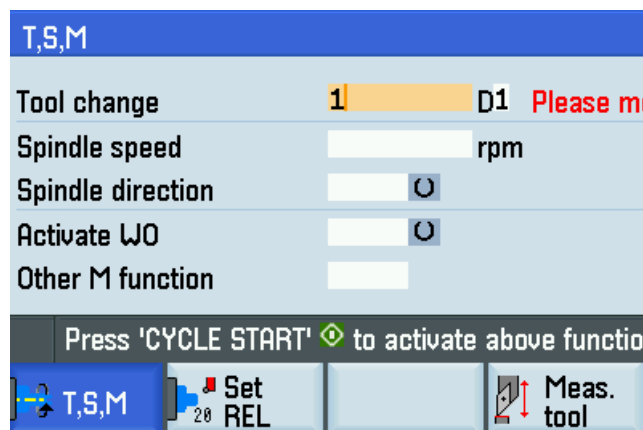 T,S,M
Tool change 1 D1 Please
Spindle speed rpm
Spindle direction
Activate WO
Other M function
Press 'CYCLE START' to activate above
T,S,M
20
Set
REL
Meas.
tool